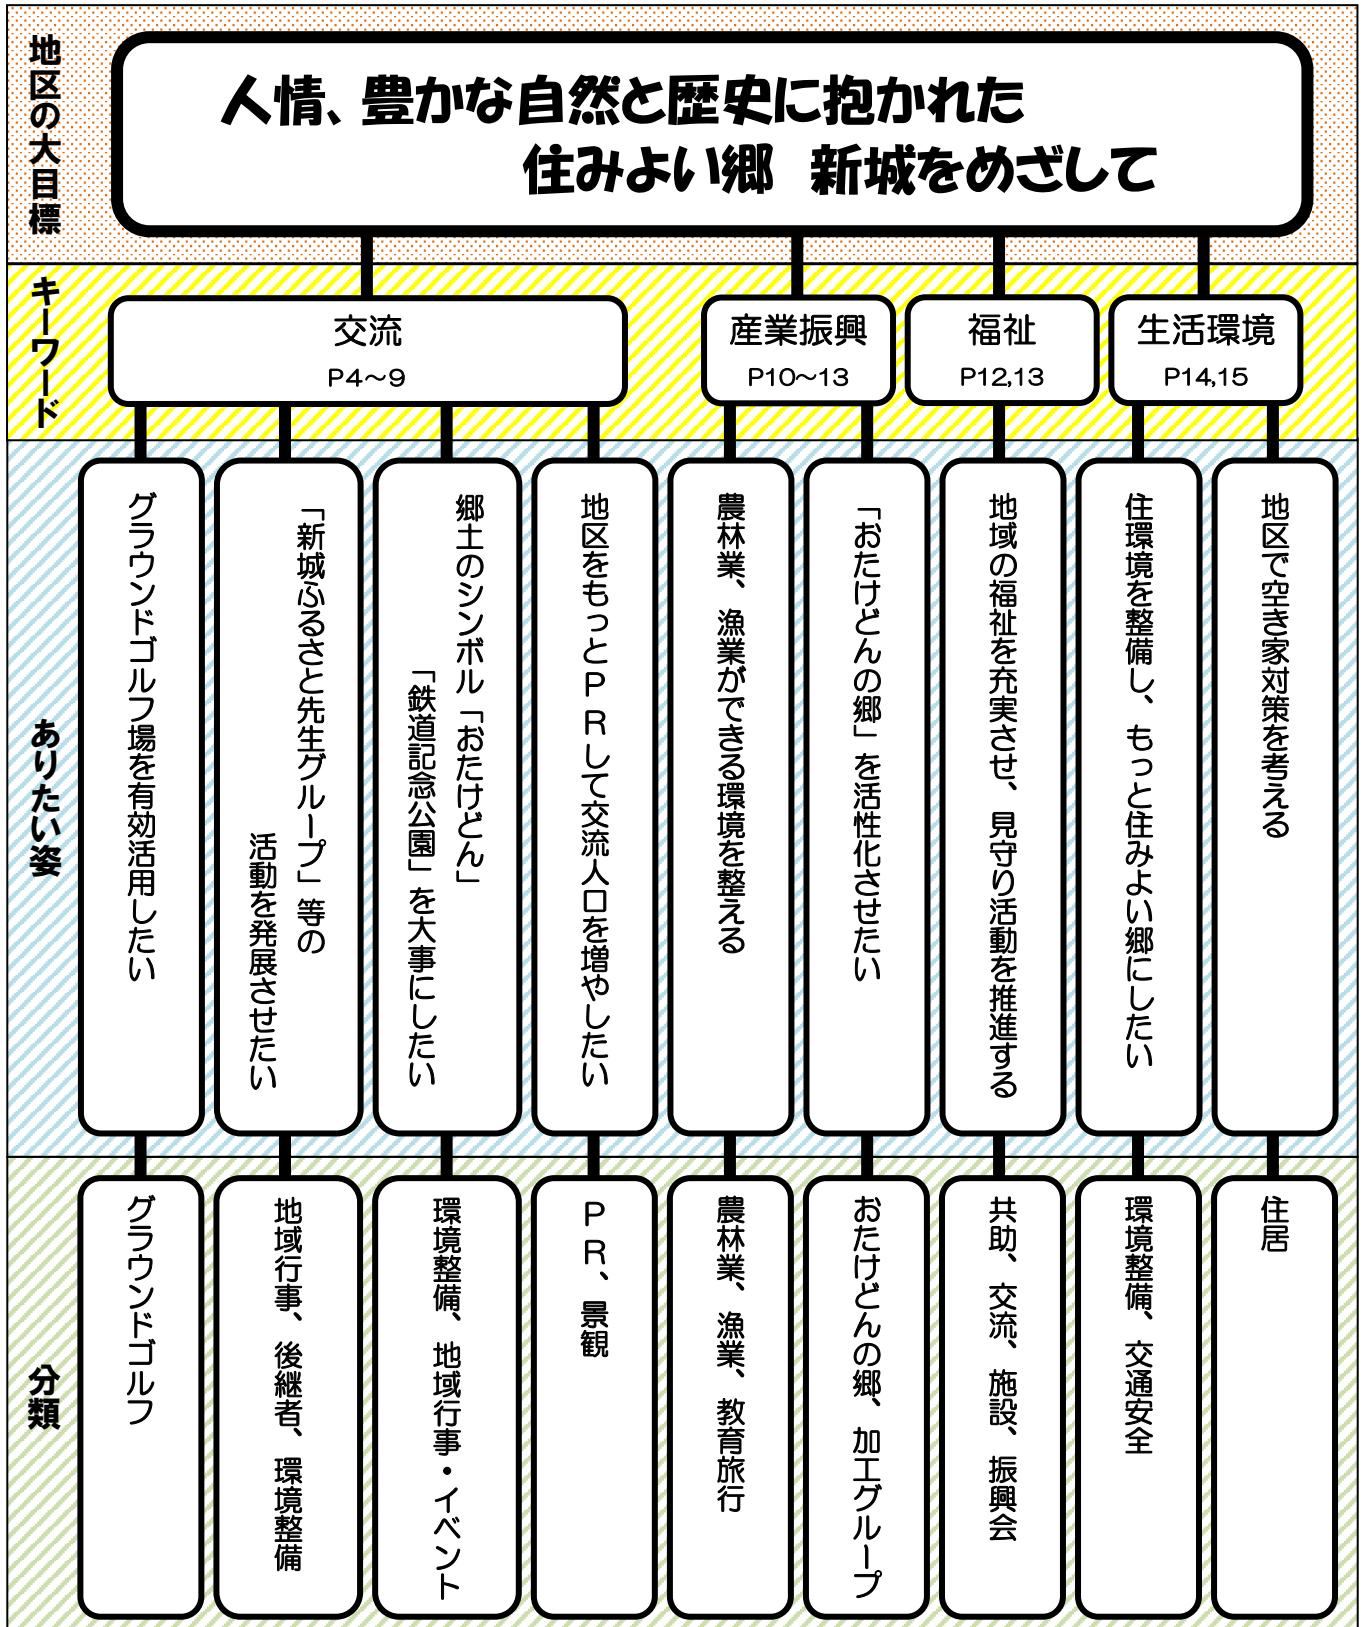 地区の大目標
人情、豊かな自然と歴史に抱かれた
住みよい郷　新城をめざして
キーワード
交流
P4～9
産業振興
P10～13
福祉
P12,13
生活環境
P14,15
ありたい姿
グラウンドゴルフ場を有効活用したい
「新城ふるさと先生グループ」等の
活動を発展させたい
郷土のシンボル「おたけどん」
「鉄道記念公園」を大事にしたい
地区をもっとＰＲして交流人口を増やしたい
農林業、漁業ができる環境を整える
「おたけどんの郷」を活性化させたい
地域の福祉を充実させ、見守り活動を推進する
住環境を整備し、もっと住みよい郷にしたい
地区で空き家対策を考える
分類
グラウンドゴルフ
地域行事、後継者、環境整備
環境整備、地域行事・イベント
ＰＲ、景観
農林業、漁業、教育旅行
おたけどんの郷、加工グループ
共助、交流、施設、振興会
環境整備、交通安全
住居